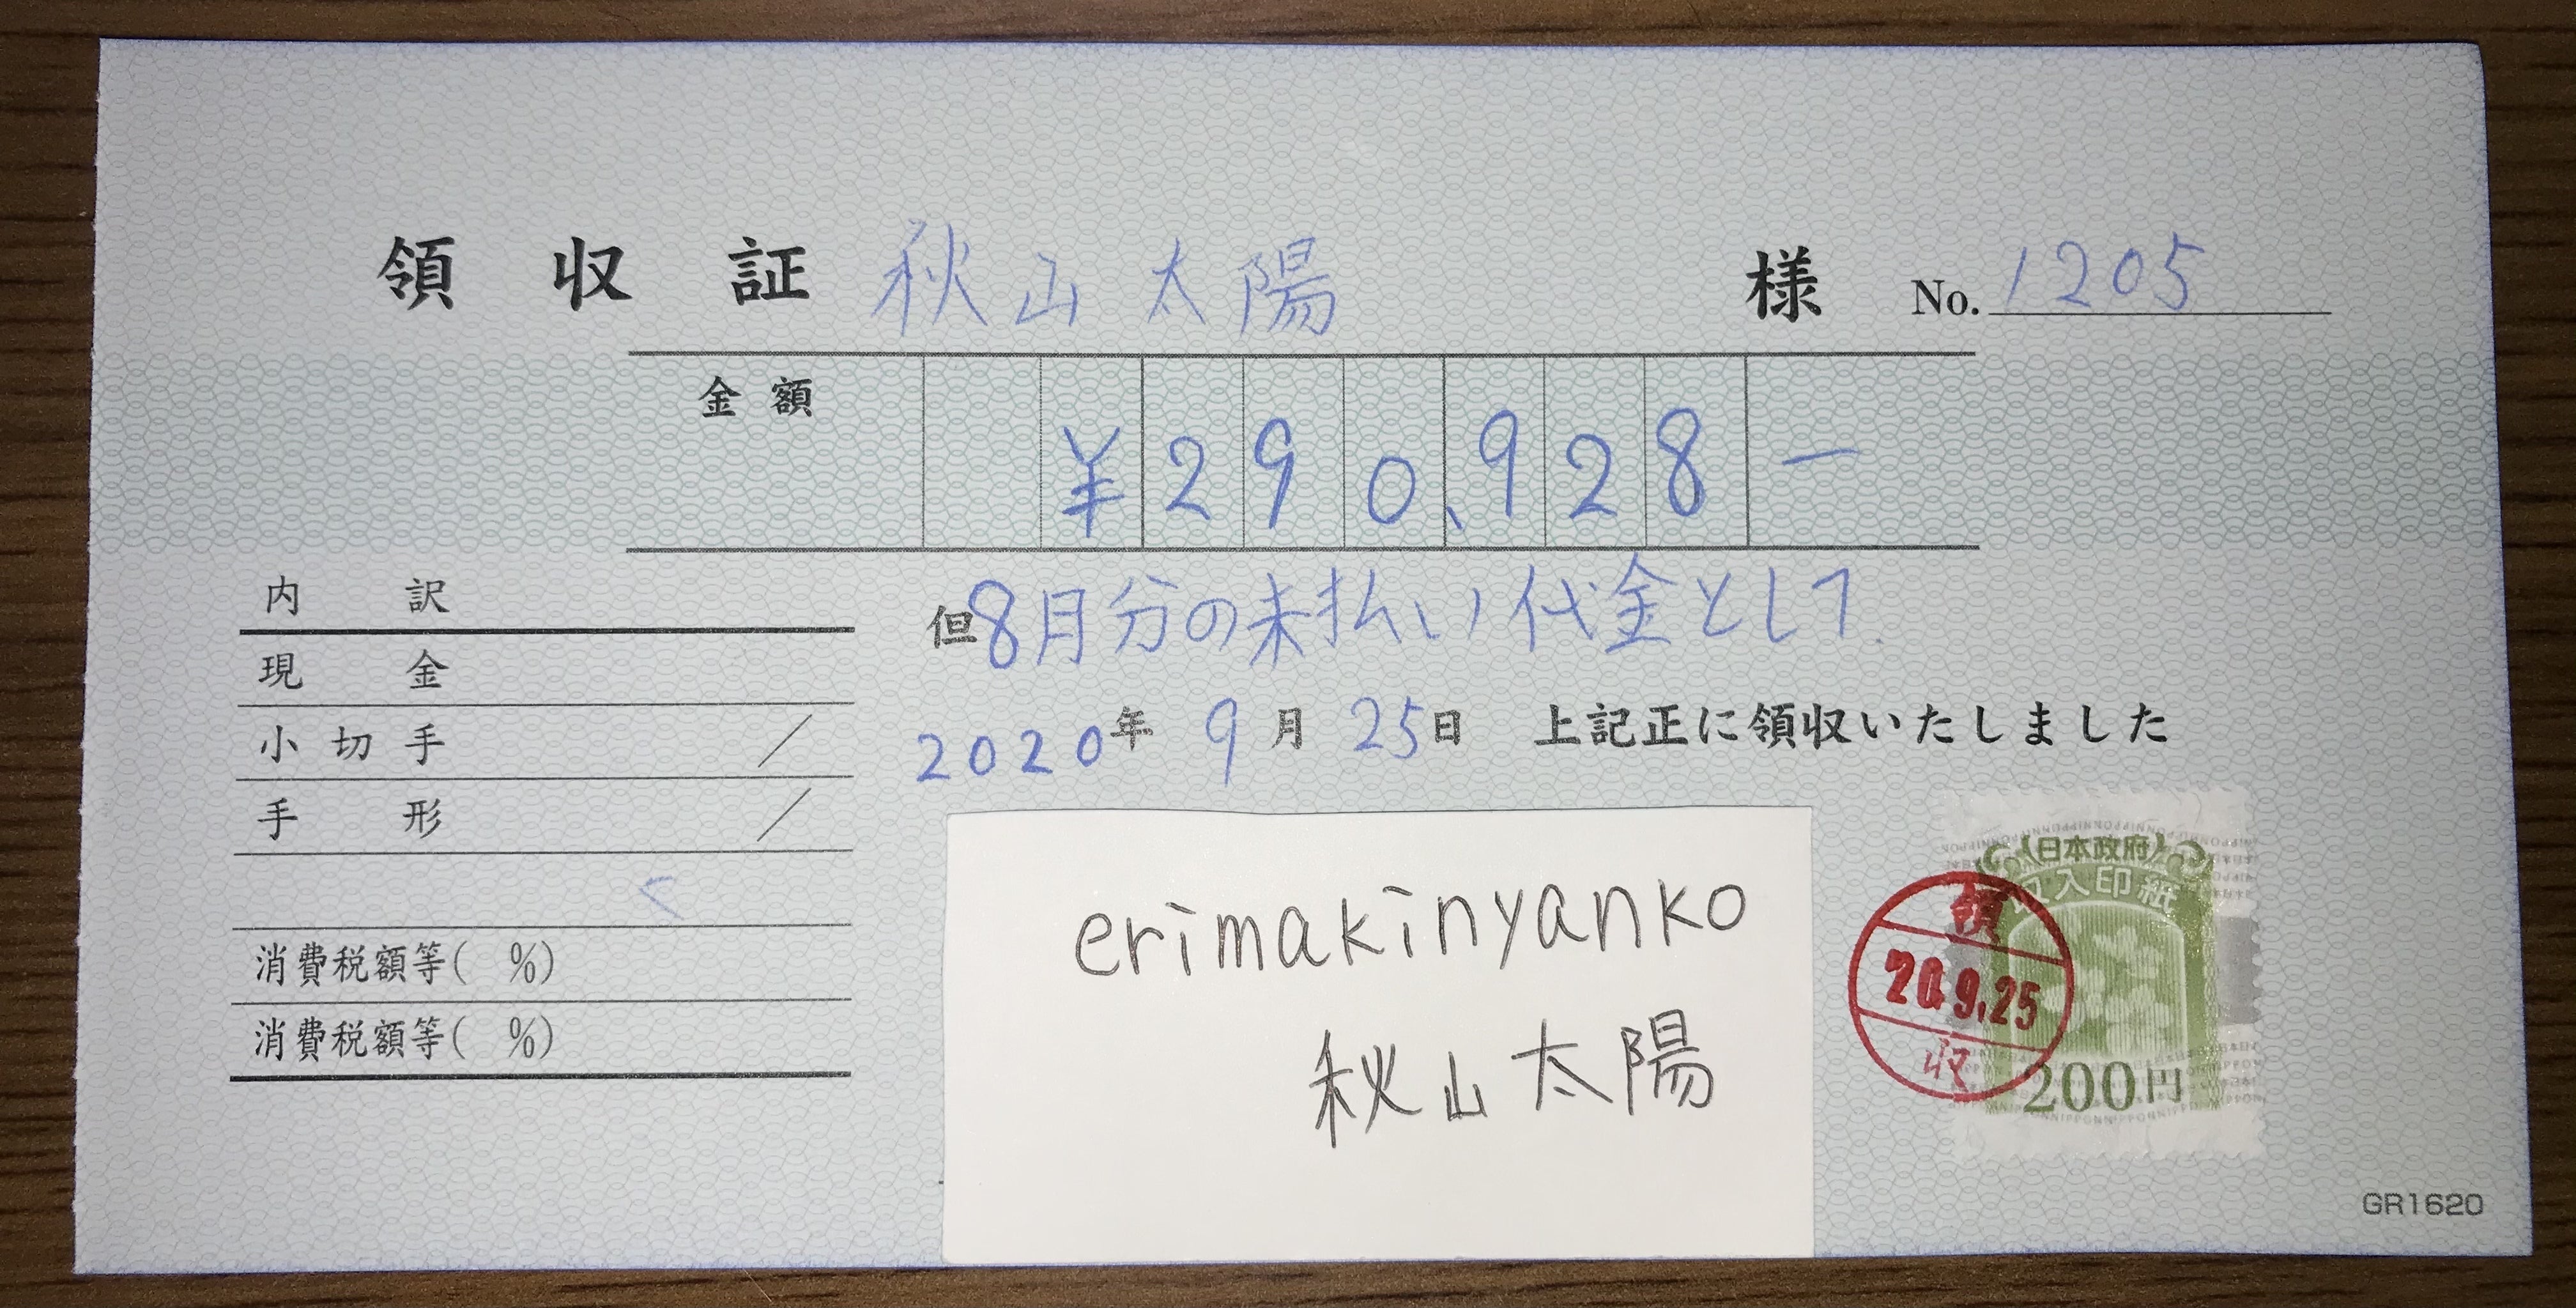 領収証 秋山太陽 様 No. 1205
金額 ¥290,928－
内訳
但 8月分の未払い代金として
現金
2020年 9月 25日 上記正に領収いたしました
小切手 ／
手形 ／
消費税額等( %)
消費税額等( %)
erimakinyanko
秋山太陽
日本政府
収入印紙
200円
領
20.9.25
収
GR1620